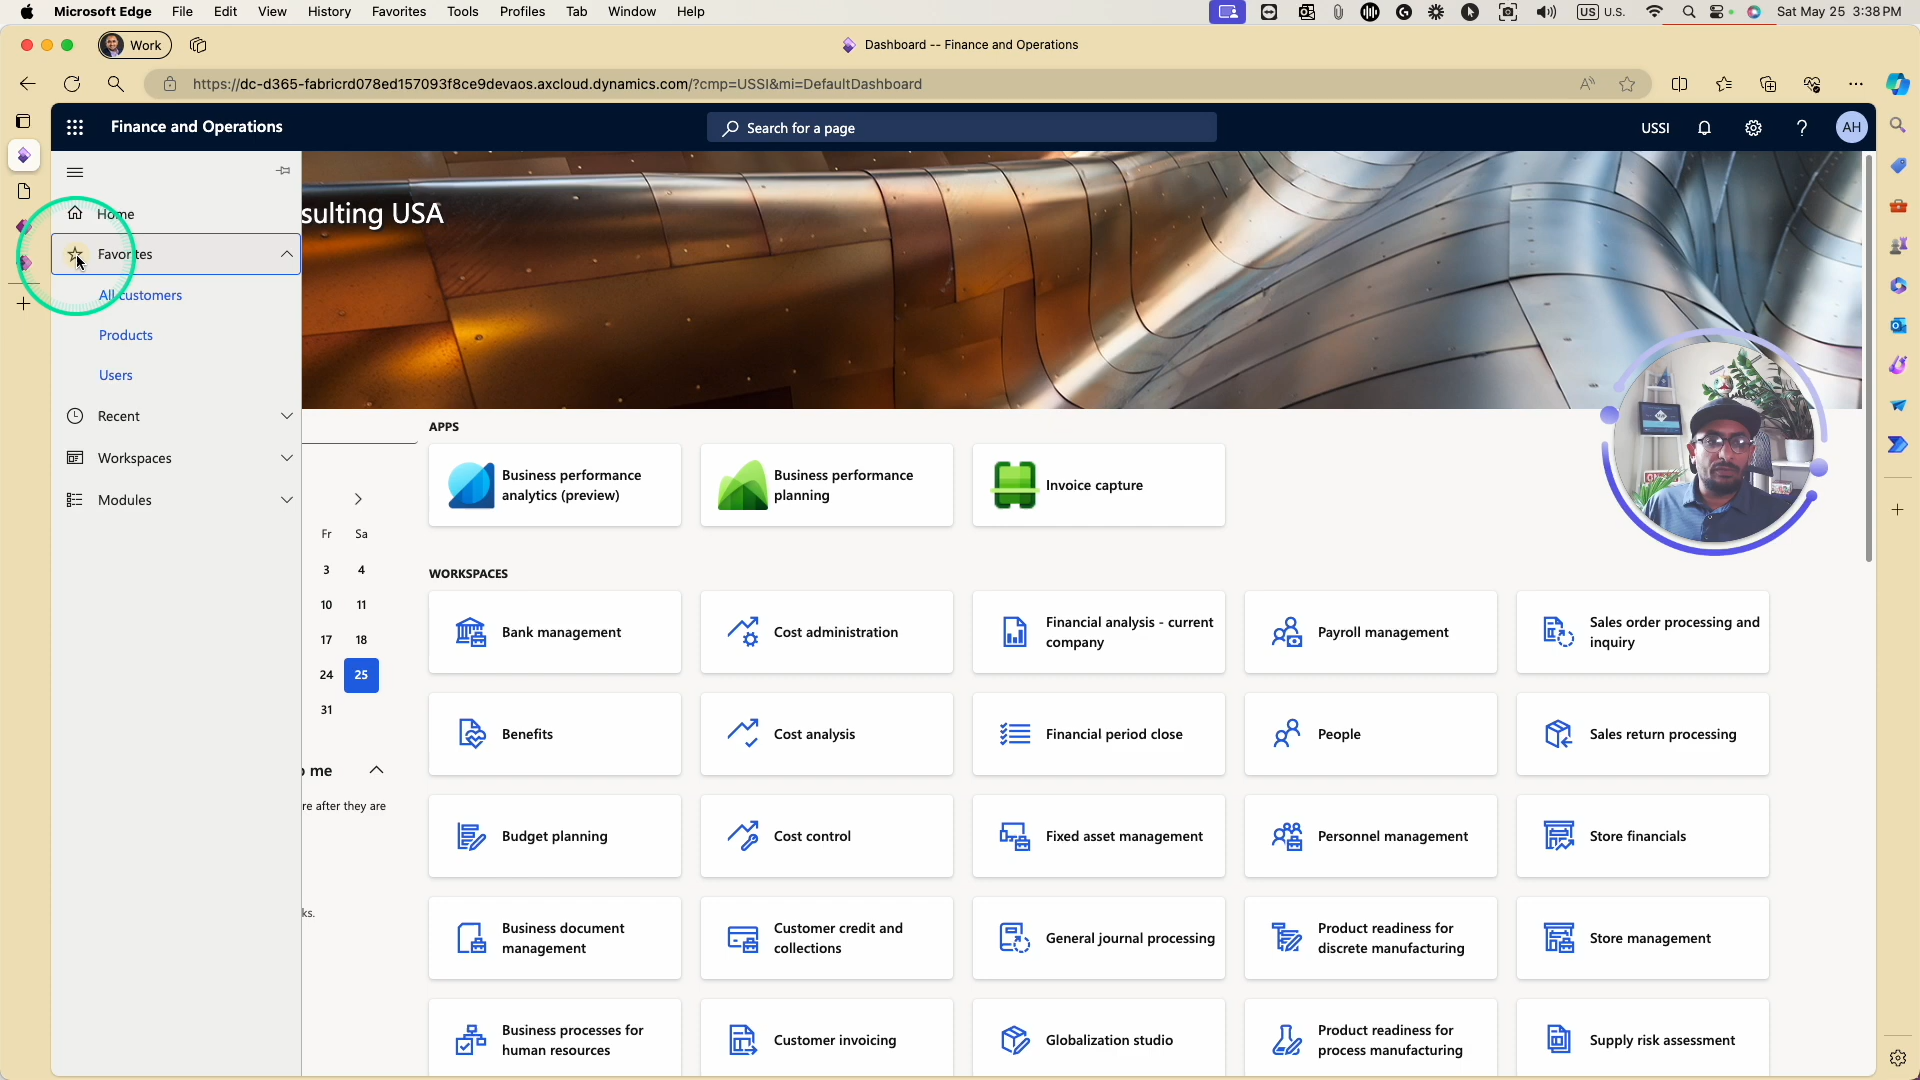 Microsoft Edge File Edit View History Favorites Tools Profiles Tab Window Help
US U.S. Sat May 25 3:38 PM
Work
Dashboard -- Finance and Operations
https://dc-d365-fabricrd078ed157093f8ce9devaos.axcloud.dynamics.com/?cmp=USSI&mi=DefaultDashboard
Finance and Operations
Search for a page
USSI
AH
Home
sulting USA
Favorites
All customers
Products
Users
Recent
Workspaces
Modules
Fr Sa
3 4
10 11
17 18
24 25
31
o me
re after they are
ks.
APPS
Business performance
analytics (preview)
Business performance
planning
Invoice capture
WORKSPACES
Bank management
Cost administration
Financial analysis - current
company
Payroll management
Sales order processing and
inquiry
Benefits
Cost analysis
Financial period close
People
Sales return processing
Budget planning
Cost control
Fixed asset management
Personnel management
Store financials
Business document
management
Customer credit and
collections
General journal processing
Product readiness for
discrete manufacturing
Store management
Business processes for
human resources
Customer invoicing
Globalization studio
Product readiness for
process manufacturing
Supply risk assessment